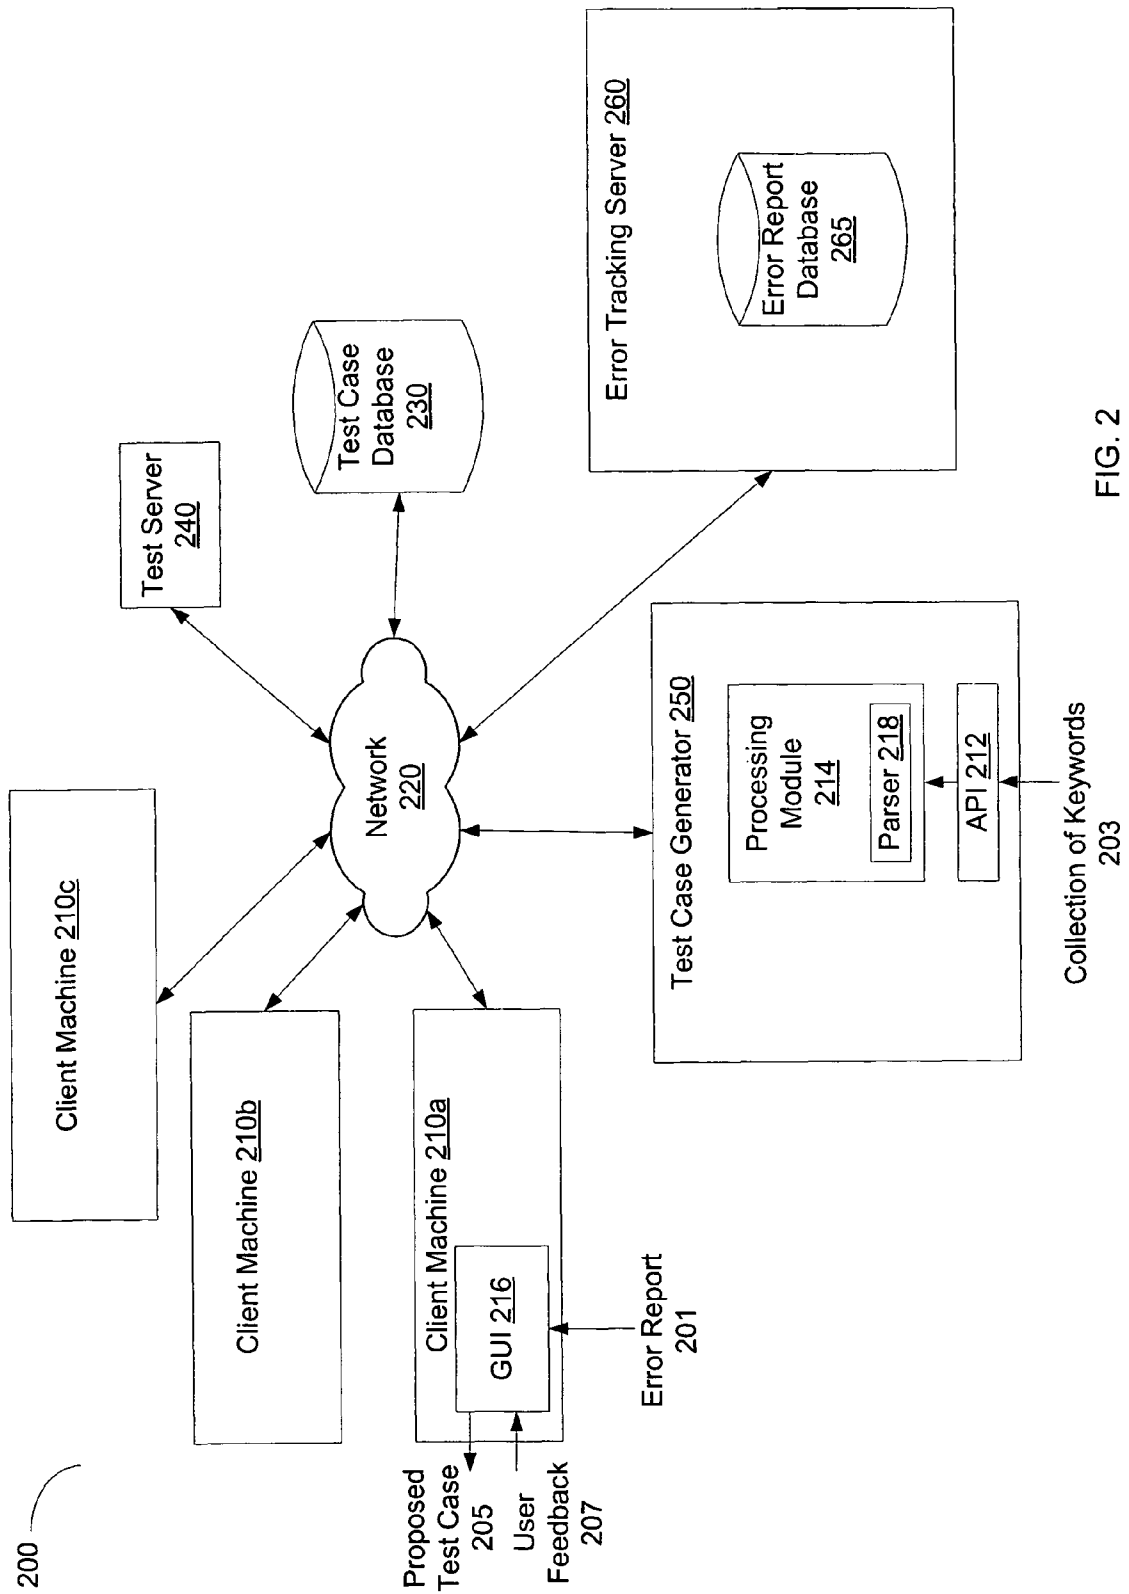 200
Client Machine 210c
Client Machine 210b
Client Machine 210a
GUI 216
Proposed
Test Case
205
User
Feedback
207
Error Report
201
Network
220
Test Server
240
Test Case
Database
230
Test Case Generator 250
Processing
Module
214
Parser 218
API 212
Collection of Keywords
203
Error Tracking Server 260
Error Report
Database
265
FIG. 2